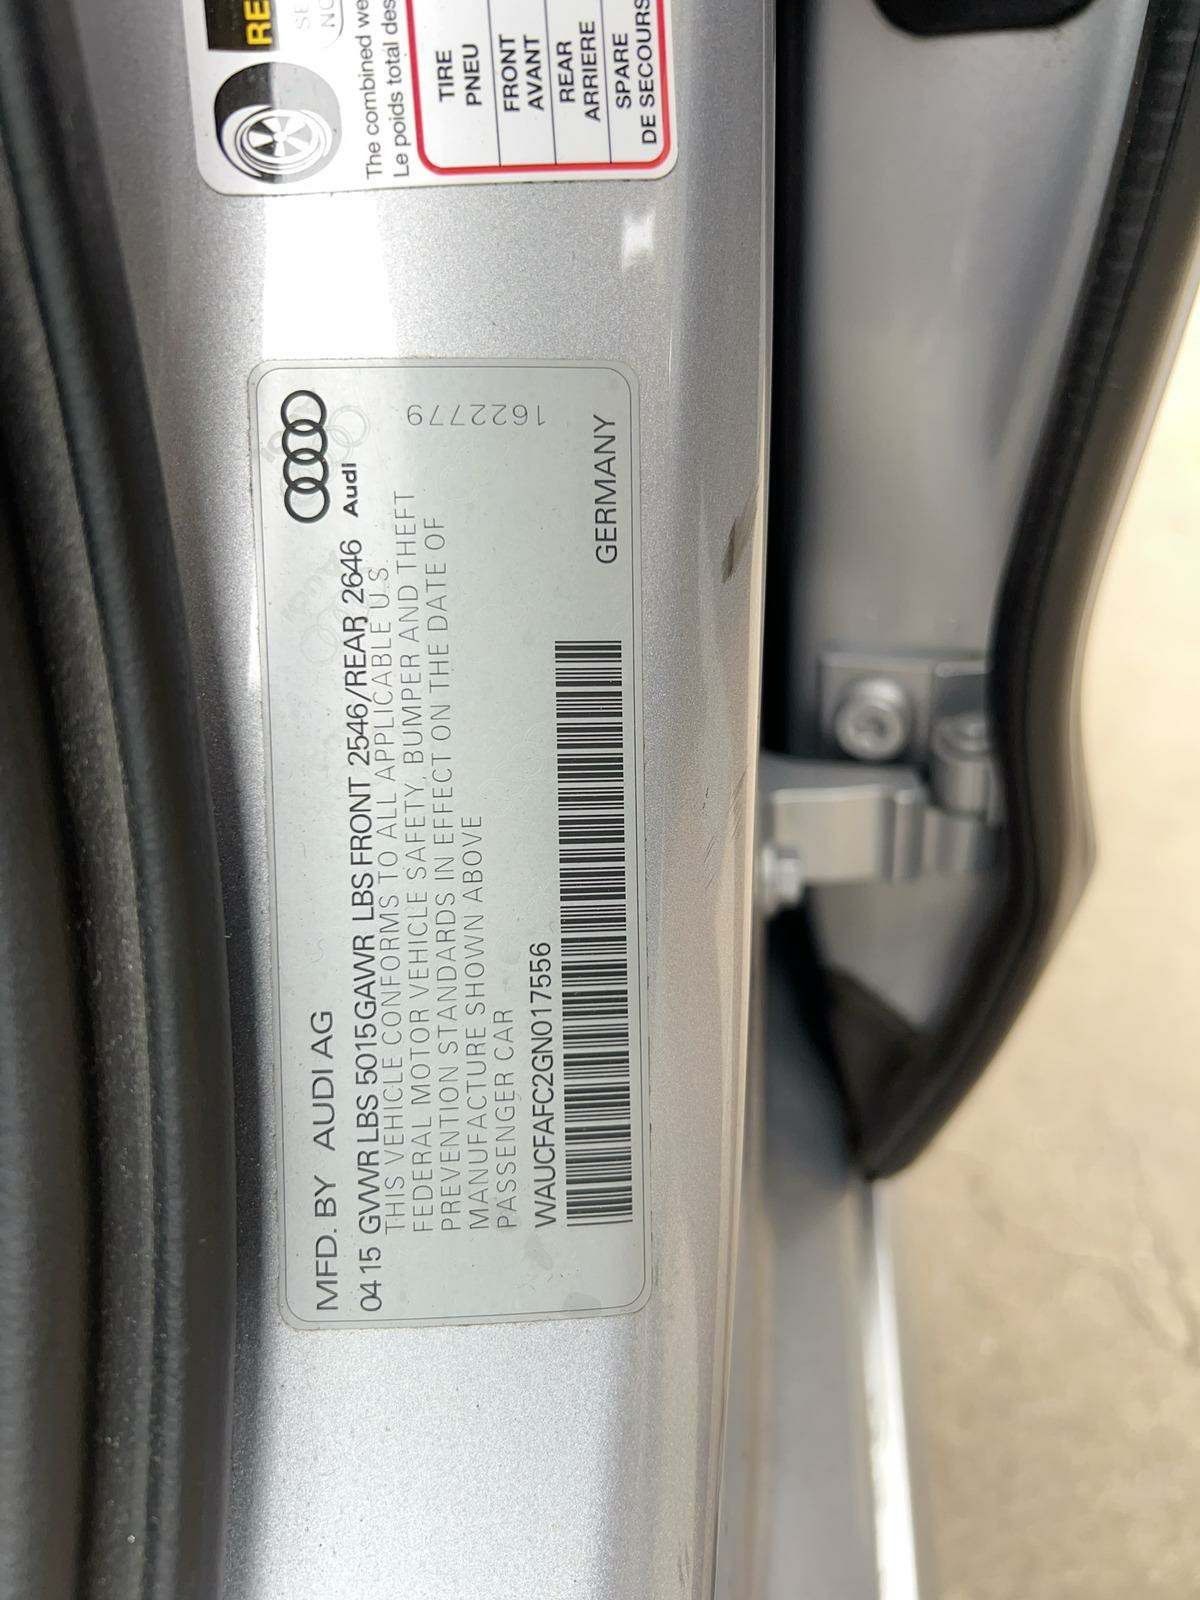 RE
The combined we
Le poids total des
TIRE
PNEU
FRONT
AVANT
REAR
ARRIERE
SPARE
DE SECOURS
MFD. BY AUDI AG
Audi
04 15 GVWR LBS 5015 GAWR LBS FRONT 2546/REAR 2646
THIS VEHICLE CONFORMS TO ALL APPLICABLE U.S
FEDERAL MOTOR VEHICLE SAFETY, BUMPER AND THEFT
PREVENTION STANDARDS IN EFFECT ON THE DATE OF
MANUFACTURE SHOWN ABOVE
PASSENGER CAR
1622779
WAUCFAFC2GN017556
GERMANY